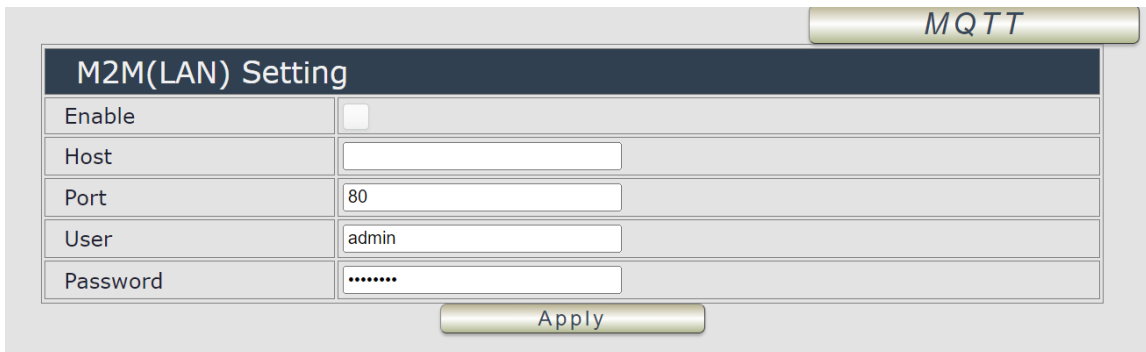 MQTT
M2M(LAN) Setting
Enable
Host
Port 80
User admin
Password ••••••••
Apply